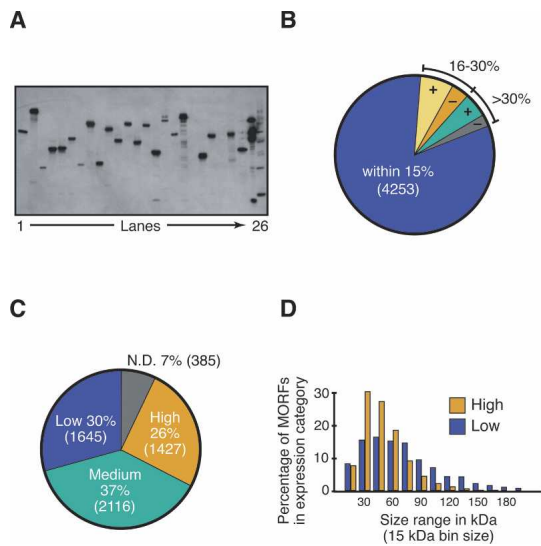 A
B
16-30%
>30%
+
–
+
–
within 15%
(4253)
1 Lanes 26
C
D
N.D. 7% (385)
Low 30%
(1645)
High
26%
(1427)
Medium
37%
(2116)
Percentage of MORFs
in expression category
30
20
10
0
High
Low
30 60 90 120 150 180
Size range in kDa
(15 kDa bin size)